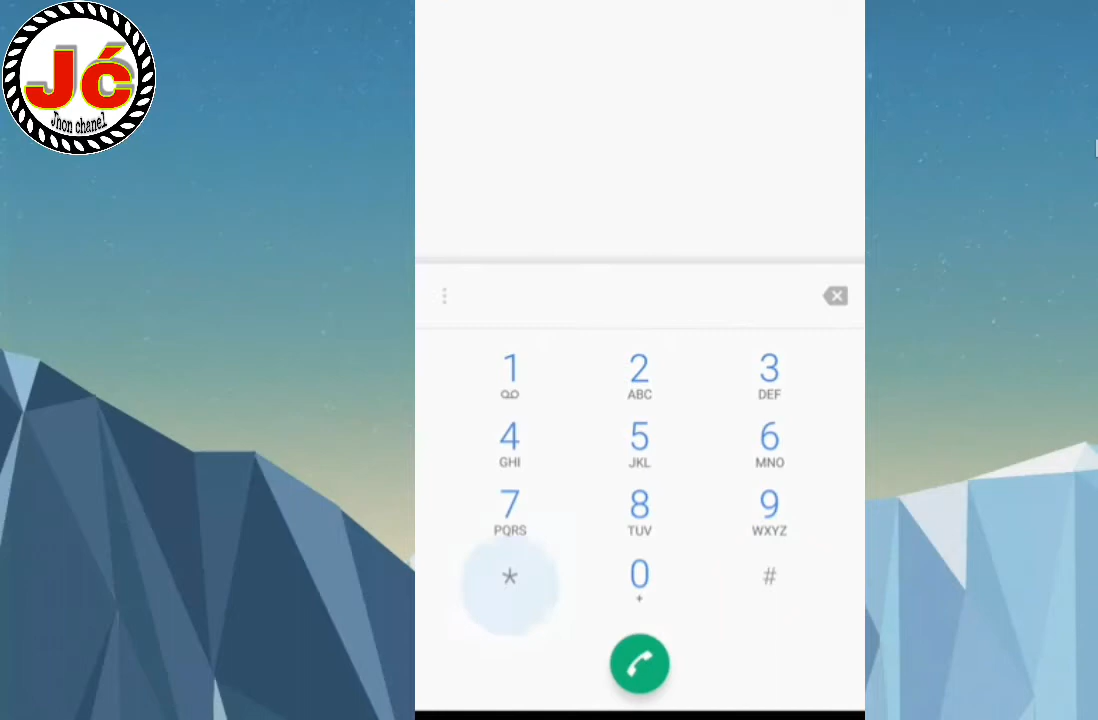 Jć
Jhon chanel
1 2 3
ABC DEF
4 5 6
GHI JKL MNO
7 8 9
PQRS TUV WXYZ
* 0 #
+